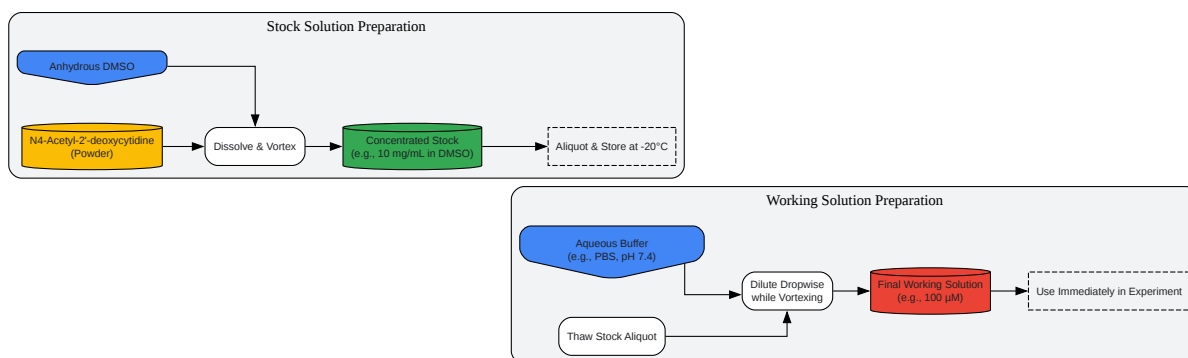 Stock Solution Preparation
Anhydrous DMSO
N4-Acetyl-2'-deoxycytidine
(Powder)
Dissolve & Vortex
Concentrated Stock
(e.g., 10 mg/mL in DMSO)
Aliquot & Store at -20°C
Working Solution Preparation
Aqueous Buffer
(e.g., PBS, pH 7.4)
Dilute Dropwise
while Vortexing
Final Working Solution
(e.g., 100 µM)
Use Immediately in Experiment
Thaw Stock Aliquot